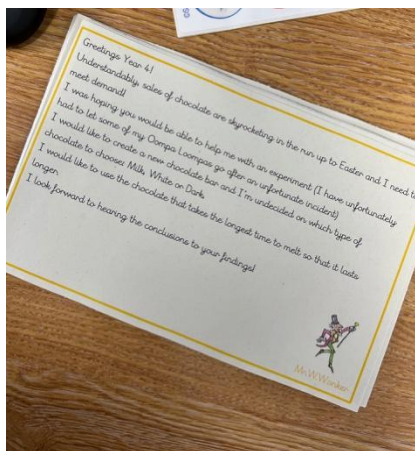 Greetings Year 4!
Understandably, sales of chocolate are skyrocketing in the run up to Easter and I need to
meet demand!
I was hoping you would be able to help me with an experiment (I have unfortunately
had to let some of my Oompa Loompas go after an unfortunate incident)
I would like to create a new chocolate bar and I'm undecided on which type of
chocolate to choose: Milk, White or Dark.
I would like to use the chocolate that takes the longest time to melt so that it lasts
longer.
I look forward to hearing the conclusions to your findings!
Mr.W.Wonka